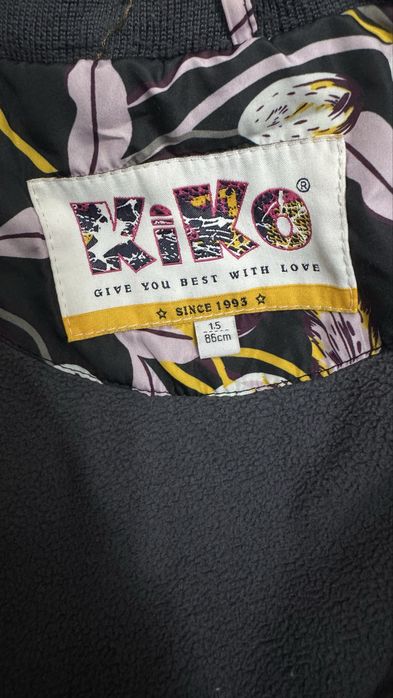 KiKo ®
GIVE YOU BEST WITH LOVE
☆ SINCE 1993 ☆
1.5
86cm